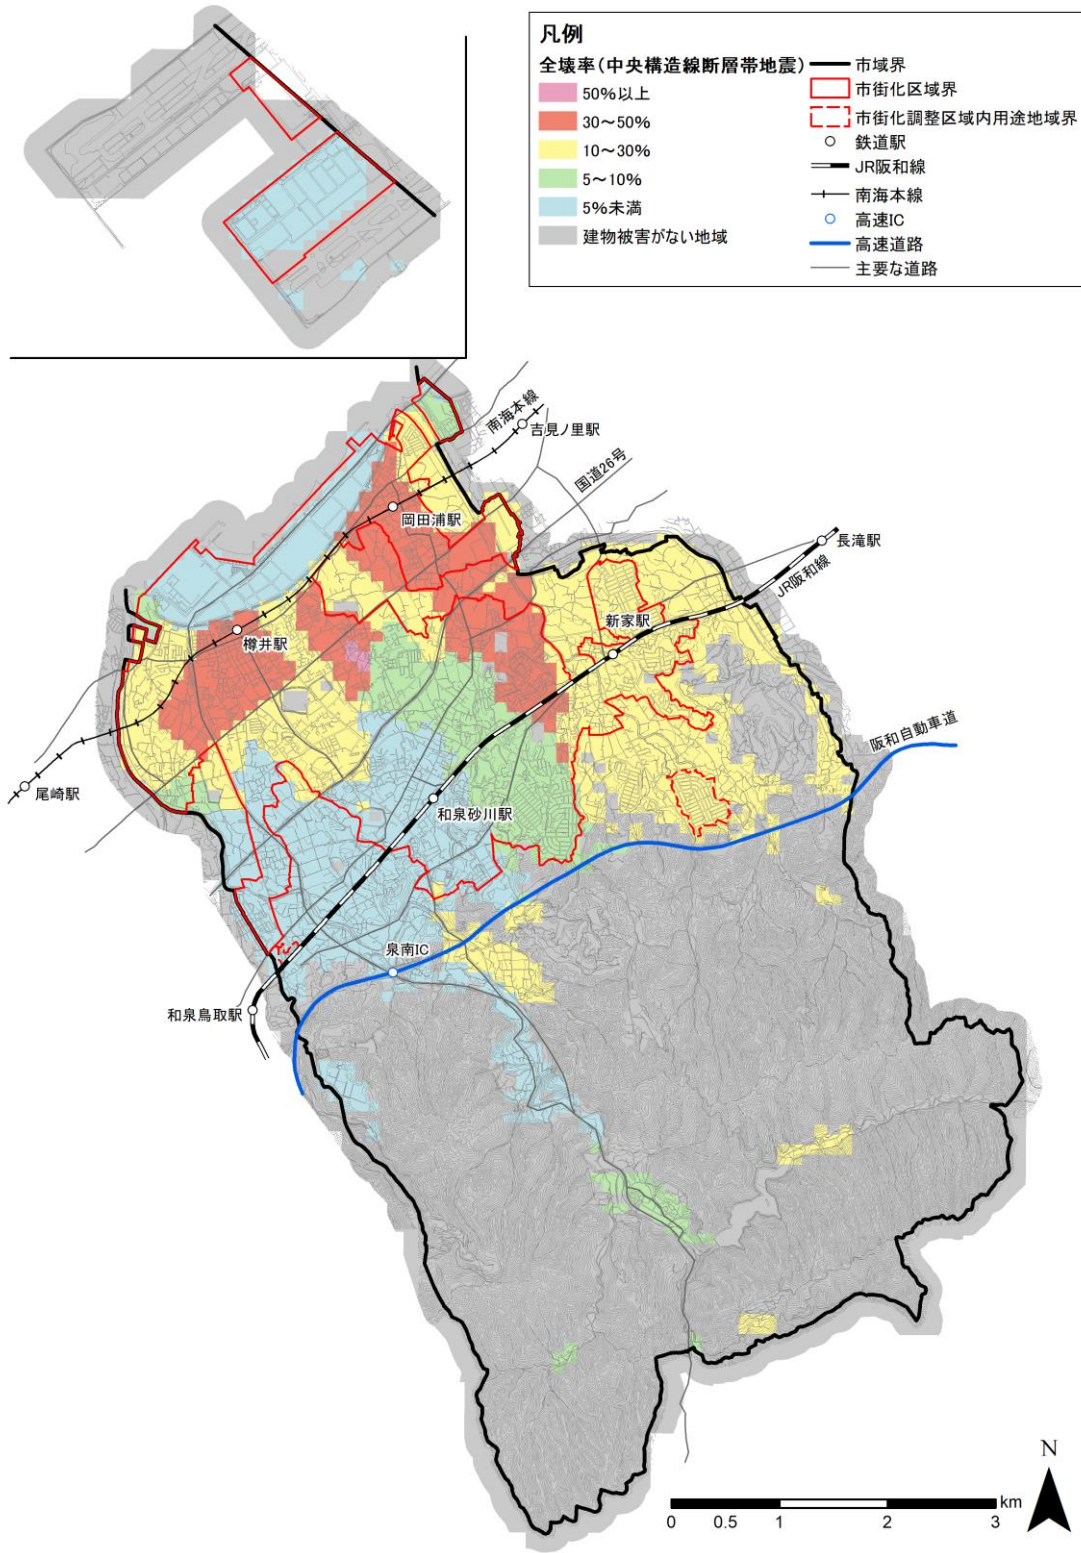 凡例
全壊率(中央構造線断層帯地震)
50%以上
30～50%
10～30%
5～10%
5%未満
建物被害がない地域
市域界
市街化区域界
市街化調整区域内用途地域界
鉄道駅
JR阪和線
南海本線
高速IC
高速道路
主要な道路
南海本線
吉見ノ里駅
国道26号
岡田浦駅
長滝駅
JR阪和線
新家駅
樽井駅
阪和自動車道
尾崎駅
和泉砂川駅
泉南IC
和泉鳥取駅
N
km
0 0.5 1 2 3